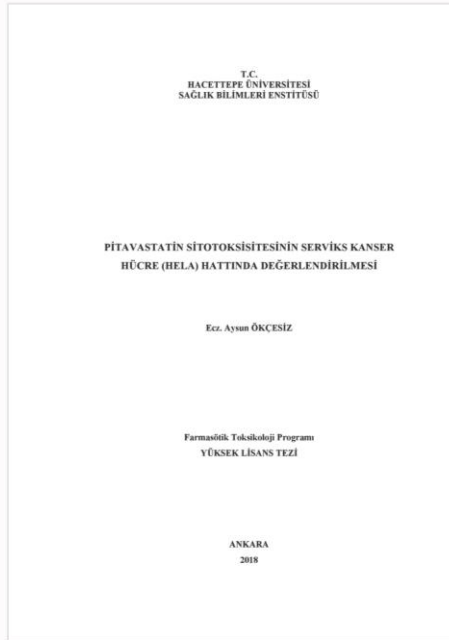 T.C.
HACETTEPE ÜNİVERSİTESİ
SAĞLIK BİLİMLERİ ENSTİTÜSÜ
PİTAVASTATİN SİTOTOKSİSİTESİNİN SERVİKS KANSER
HÜCRE (HELA) HATTINDA DEĞERLENDİRİLMESİ
Ecz. Aysun ÖKÇESİZ
Farmasötik Toksikoloji Programı
YÜKSEK LİSANS TEZİ
ANKARA
2018